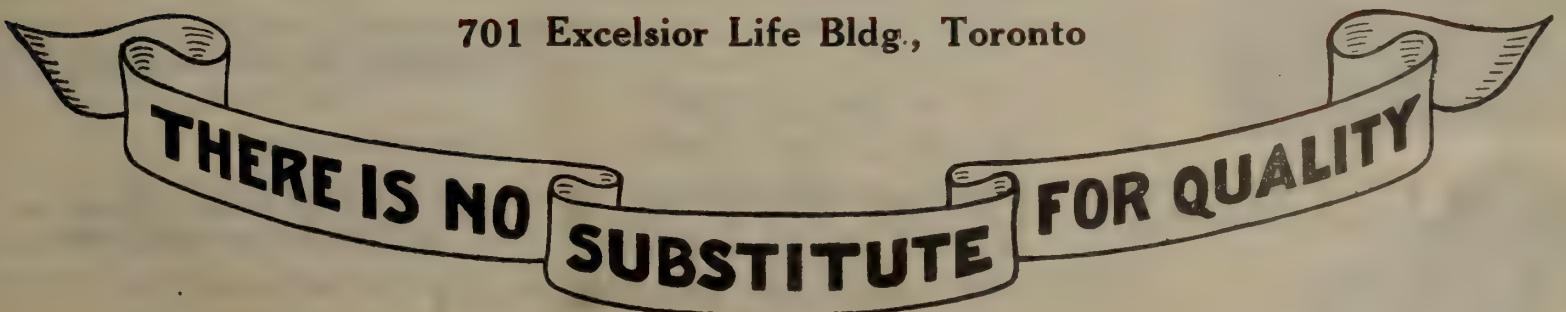 701 Excelsior Life Bldg., Toronto
THERE IS NO SUBSTITUTE FOR QUALITY